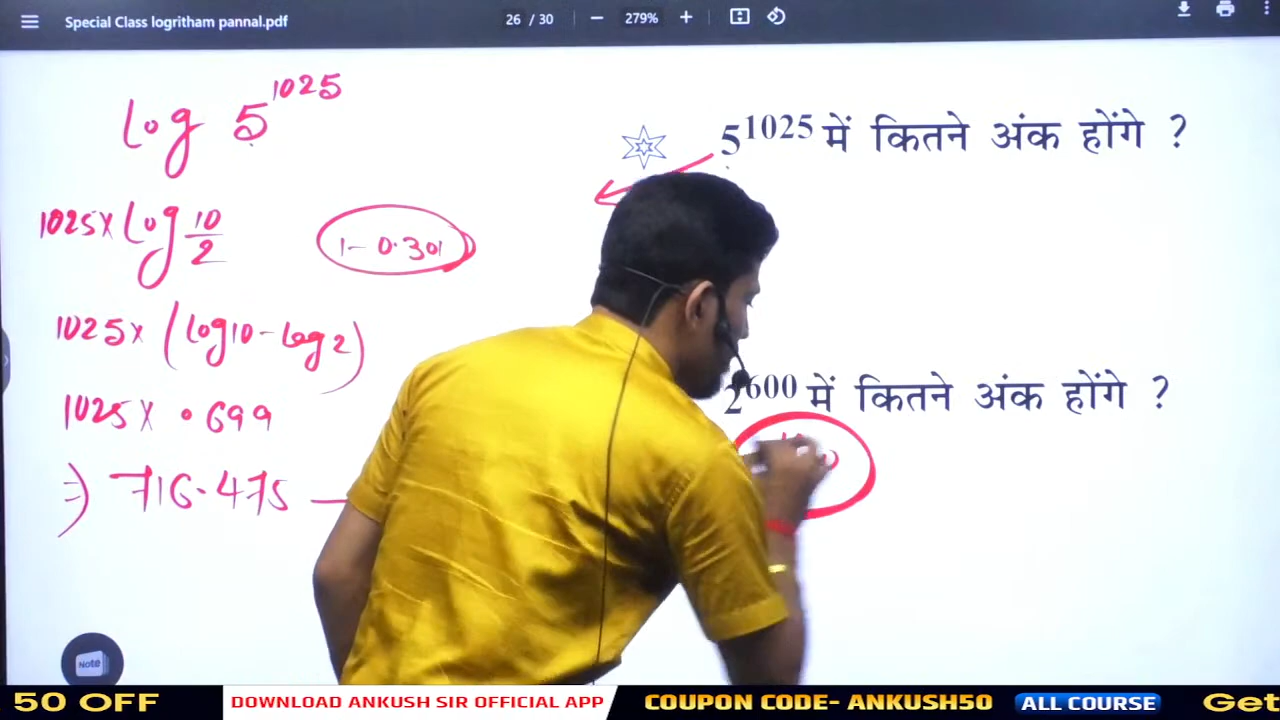 Special Class logritham pannal.pdf
26 / 30
279%
log 5^1025
1025 × log 10/2
1 - 0.301
1025 × (log10 - log2)
1025 × .699
⇒ 716.475 —
5^1025 में कितने अंक होंगे ?
2^600 में कितने अंक होंगे ?
Note
50 OFF
DOWNLOAD ANKUSH SIR OFFICIAL APP
COUPON CODE- ANKUSH50
ALL COURSE
Get